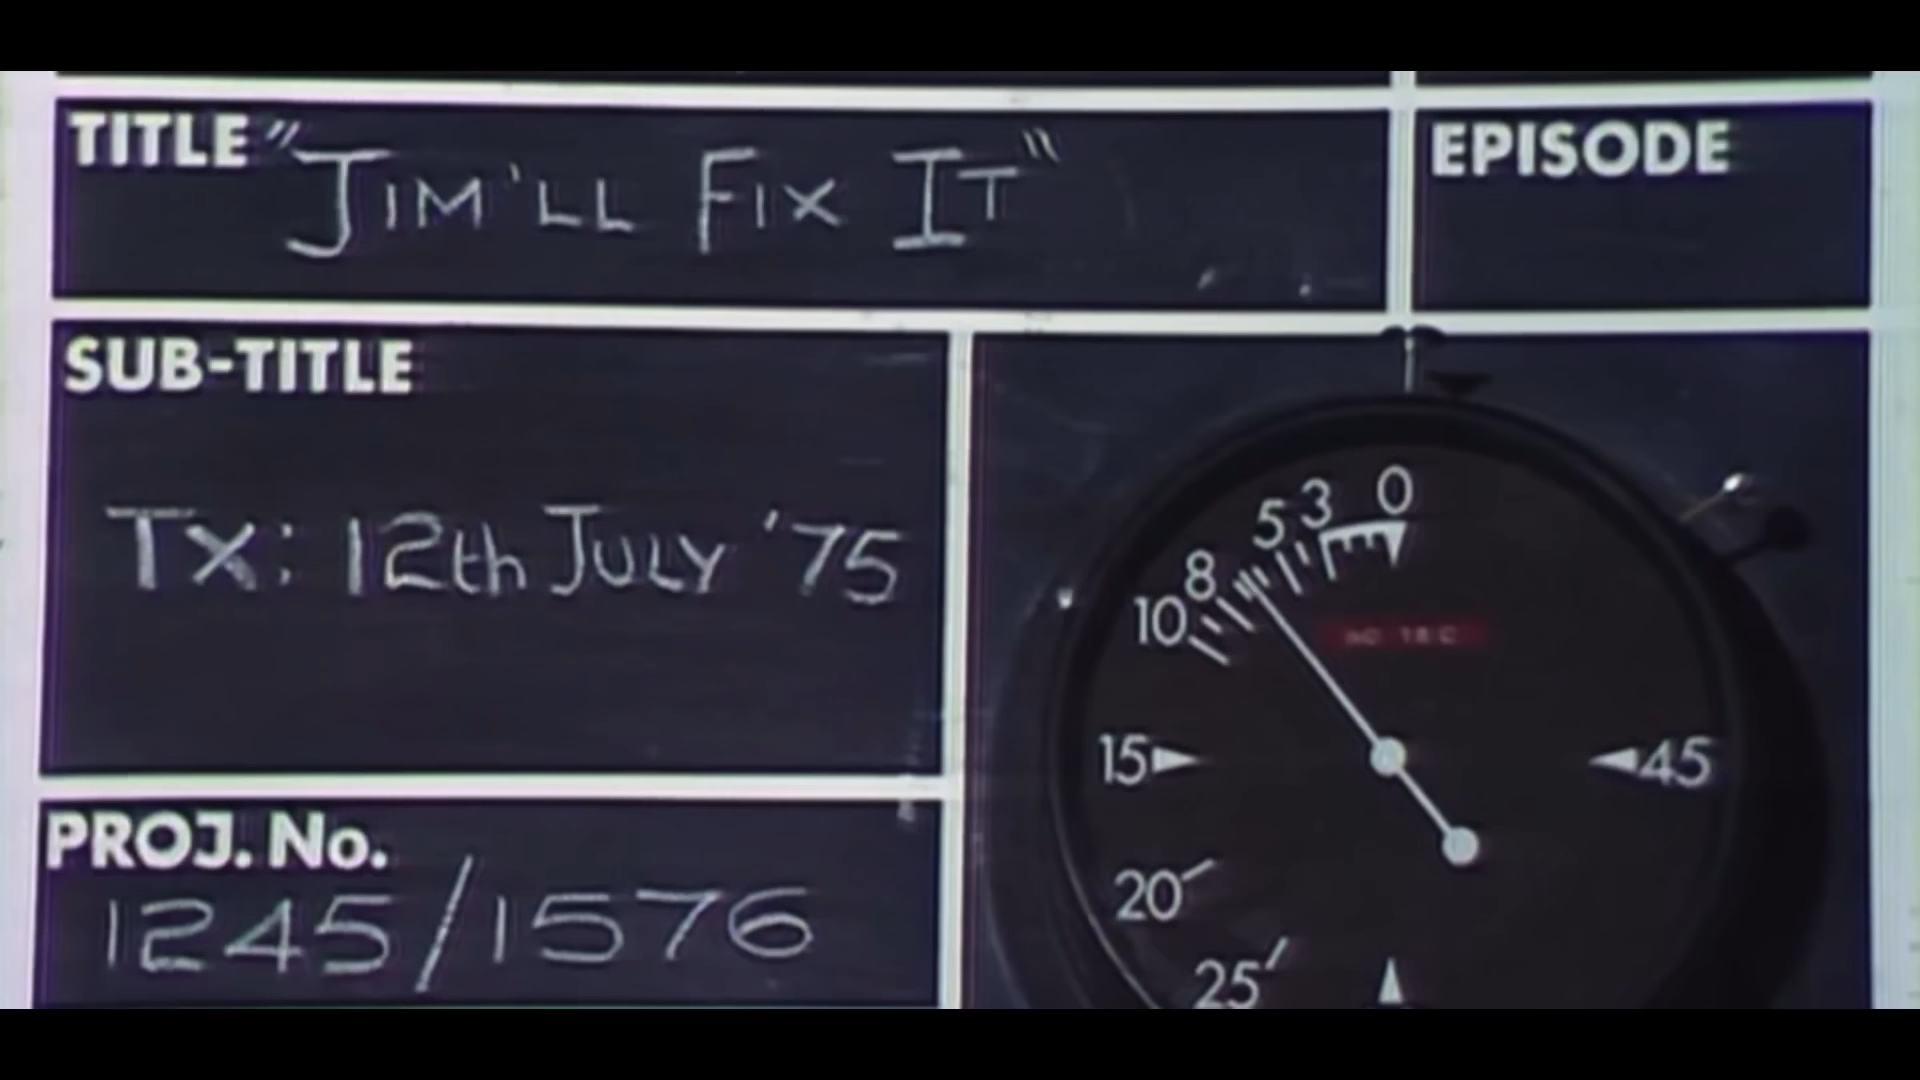 TITLE "JIM'LL FIX IT"
EPISODE
SUB-TITLE
TX: 12th JULY '75
PROJ. No.
1245/1576
0
3
5
8
10
15
45
20
25